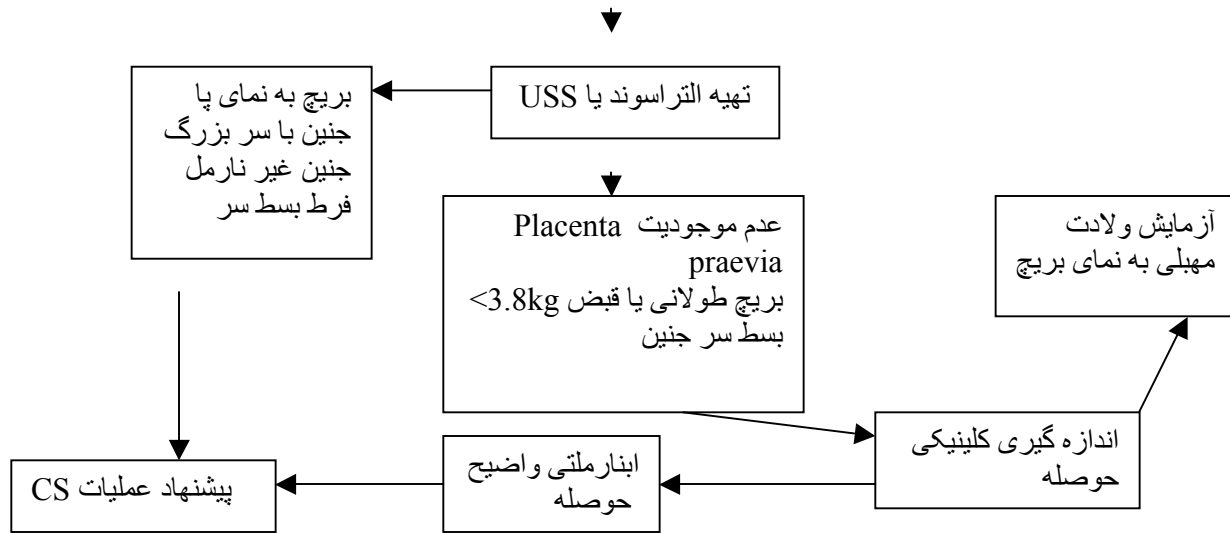 تهیه التراسوند یا USS
بریچ به نمای پا
جنین با سر بزرگ
جنین غیر نارمل
فرط بسط سر
عدم موجودیت Placenta
praevia
بریچ طولانی یا قبض <3.8kg
بسط سر جنین
آزمایش ولادت
مهبلی به نمای بریچ
اندازه گیری کلینیکی
حوصله
ابنارملتی واضیح
حوصله
پیشنهاد عملیات CS